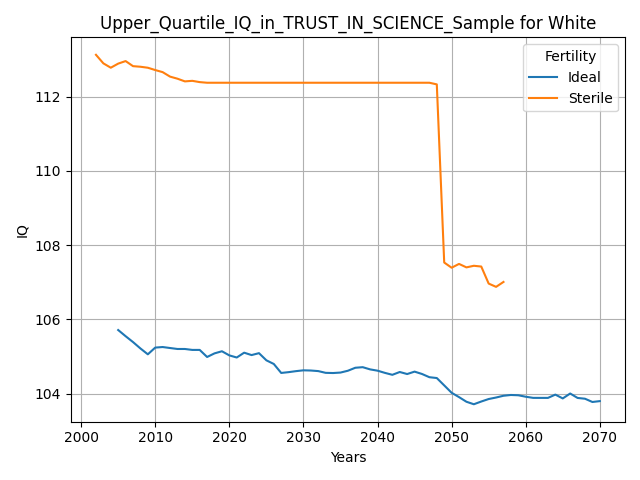 Upper_Quartile_IQ_in_TRUST_IN_SCIENCE_Sample for White
Fertility
Ideal
Sterile
IQ
112
110
108
106
104
2000
2010
2020
2030
2040
2050
2060
2070
Years